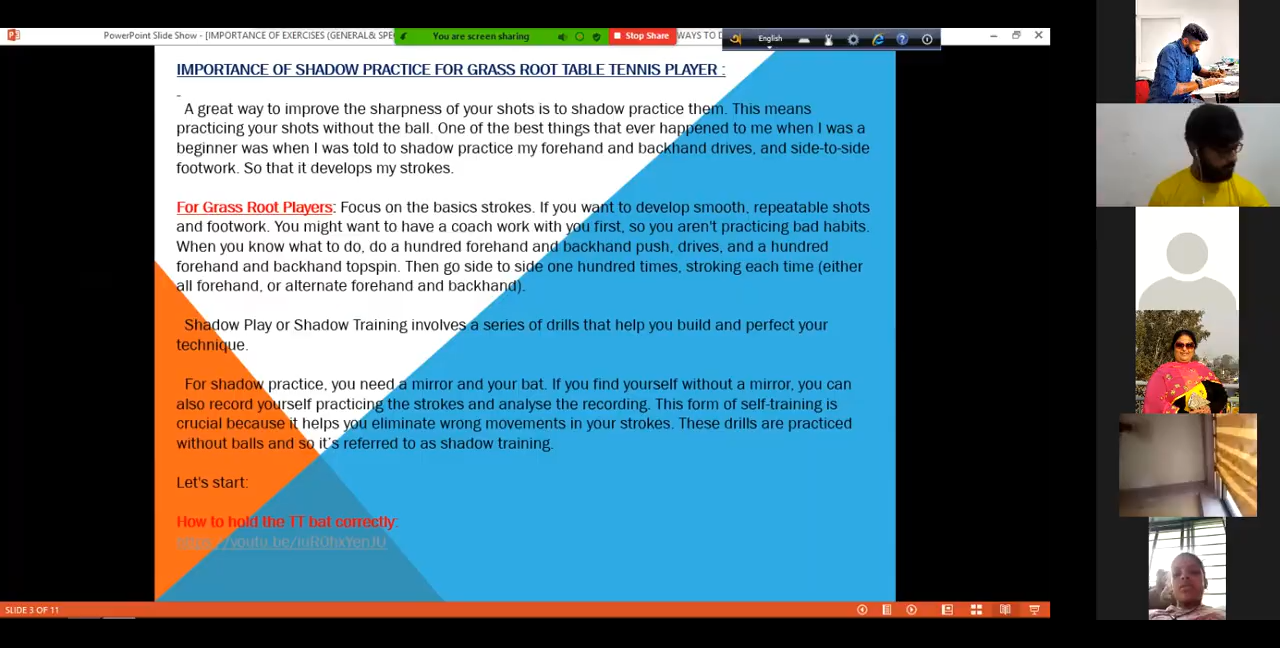 PowerPoint Slide Show - [IMPORTANCE OF EXERCISES (GENERAL& SPE
You are screen sharing
Stop Share
WAYS TO D
English
IMPORTANCE OF SHADOW PRACTICE FOR GRASS ROOT TABLE TENNIS PLAYER :
-
A great way to improve the sharpness of your shots is to shadow practice them. This means
practicing your shots without the ball. One of the best things that ever happened to me when I was a
beginner was when I was told to shadow practice my forehand and backhand drives, and side-to-side
footwork. So that it develops my strokes.
For Grass Root Players: Focus on the basics strokes. If you want to develop smooth, repeatable shots
and footwork. You might want to have a coach work with you first, so you aren't practicing bad habits.
When you know what to do, do a hundred forehand and backhand push, drives, and a hundred
forehand and backhand topspin. Then go side to side one hundred times, stroking each time (either
all forehand, or alternate forehand and backhand).
Shadow Play or Shadow Training involves a series of drills that help you build and perfect your
technique.
For shadow practice, you need a mirror and your bat. If you find yourself without a mirror, you can
also record yourself practicing the strokes and analyse the recording. This form of self-training is
crucial because it helps you eliminate wrong movements in your strokes. These drills are practiced
without balls and so it's referred to as shadow training.
Let's start:
How to hold the TT bat correctly:
SLIDE 3 OF 11